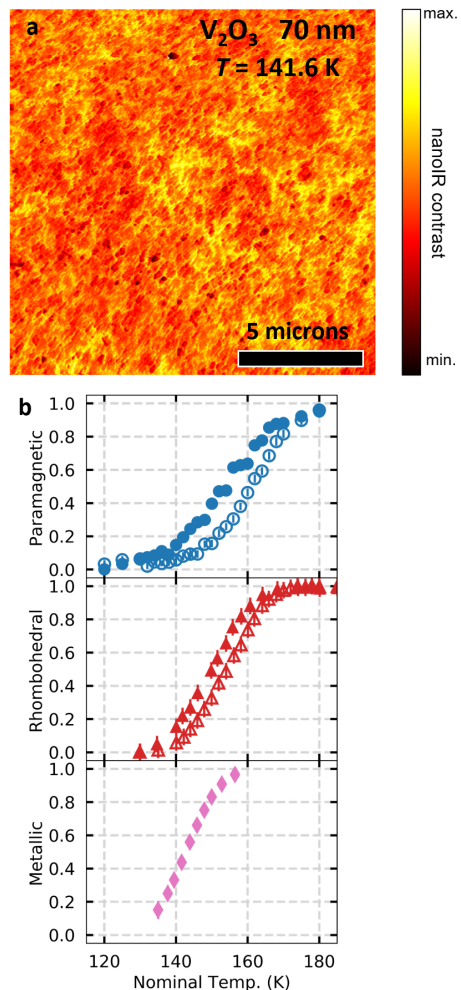 a
V₂O₃ 70 nm
T = 141.6 K
5 microns
max.
nanoIR contrast
min.
b
Paramagnetic
1.0
0.8
0.6
0.4
0.2
0.0
Rhombohedral
1.0
0.8
0.6
0.4
0.2
0.0
Metallic
1.0
0.8
0.6
0.4
0.2
0.0
120 140 160 180
Nominal Temp. (K)